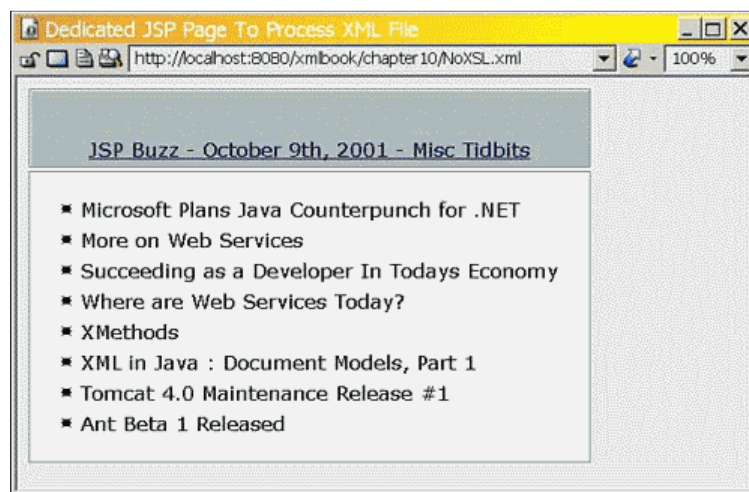 Dedicated JSP Page To Process XML File
http://localhost:8080/xmlbook/chapter10/NoXSL.xml
100%
JSP Buzz - October 9th, 2001 - Misc Tidbits
Microsoft Plans Java Counterpunch for .NET
More on Web Services
Succeeding as a Developer In Todays Economy
Where are Web Services Today?
XMethods
XML in Java : Document Models, Part 1
Tomcat 4.0 Maintenance Release #1
Ant Beta 1 Released